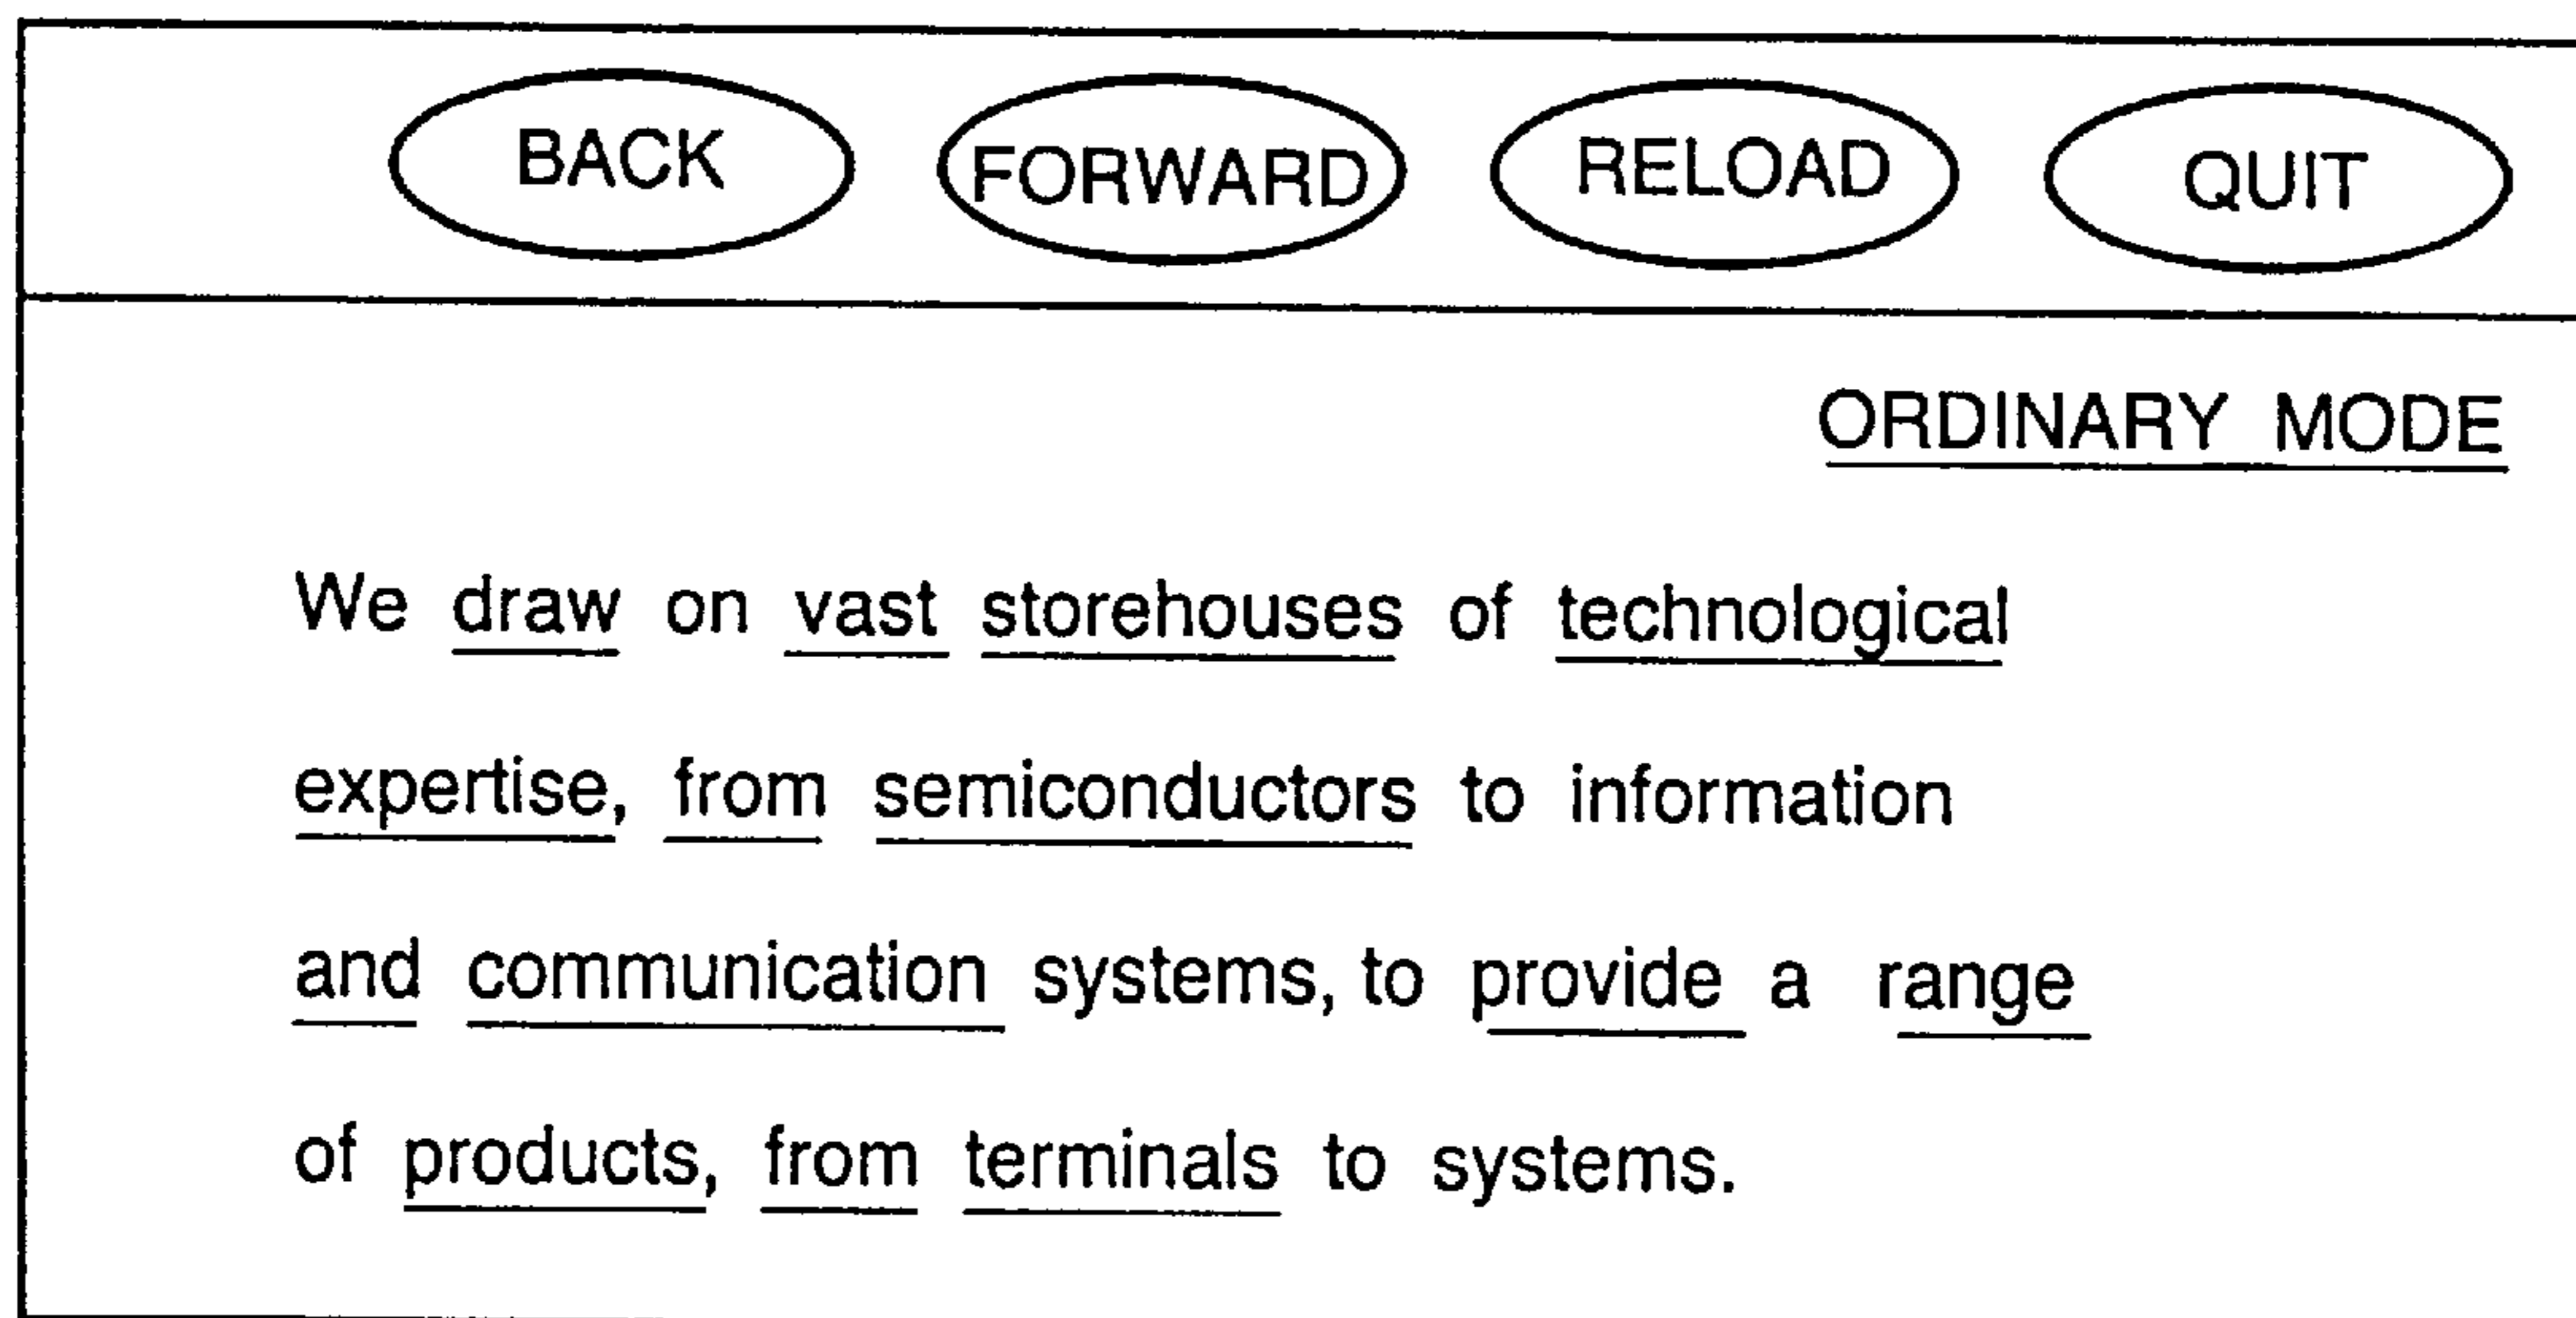 BACK FORWARD RELOAD QUIT
ORDINARY MODE
We draw on vast storehouses of technological
expertise, from semiconductors to information
and communication systems, to provide a range
of products, from terminals to systems.